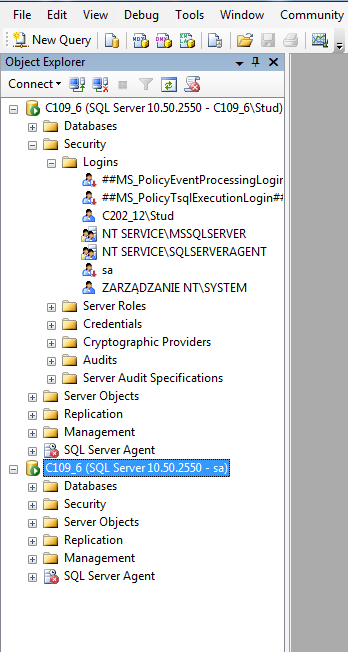 File Edit View Debug Tools Window Community
New Query
Object Explorer
Connect
C109_6 (SQL Server 10.50.2550 - C109_6\Stud)
Databases
Security
Logins
##MS_PolicyEventProcessingLogin
##MS_PolicyTsqlExecutionLogin##
C202_12\Stud
NT SERVICE\MSSQLSERVER
NT SERVICE\SQLSERVERAGENT
sa
ZARZĄDZANIE NT\SYSTEM
Server Roles
Credentials
Cryptographic Providers
Audits
Server Audit Specifications
Server Objects
Replication
Management
SQL Server Agent
C109_6 (SQL Server 10.50.2550 - sa)
Databases
Security
Server Objects
Replication
Management
SQL Server Agent